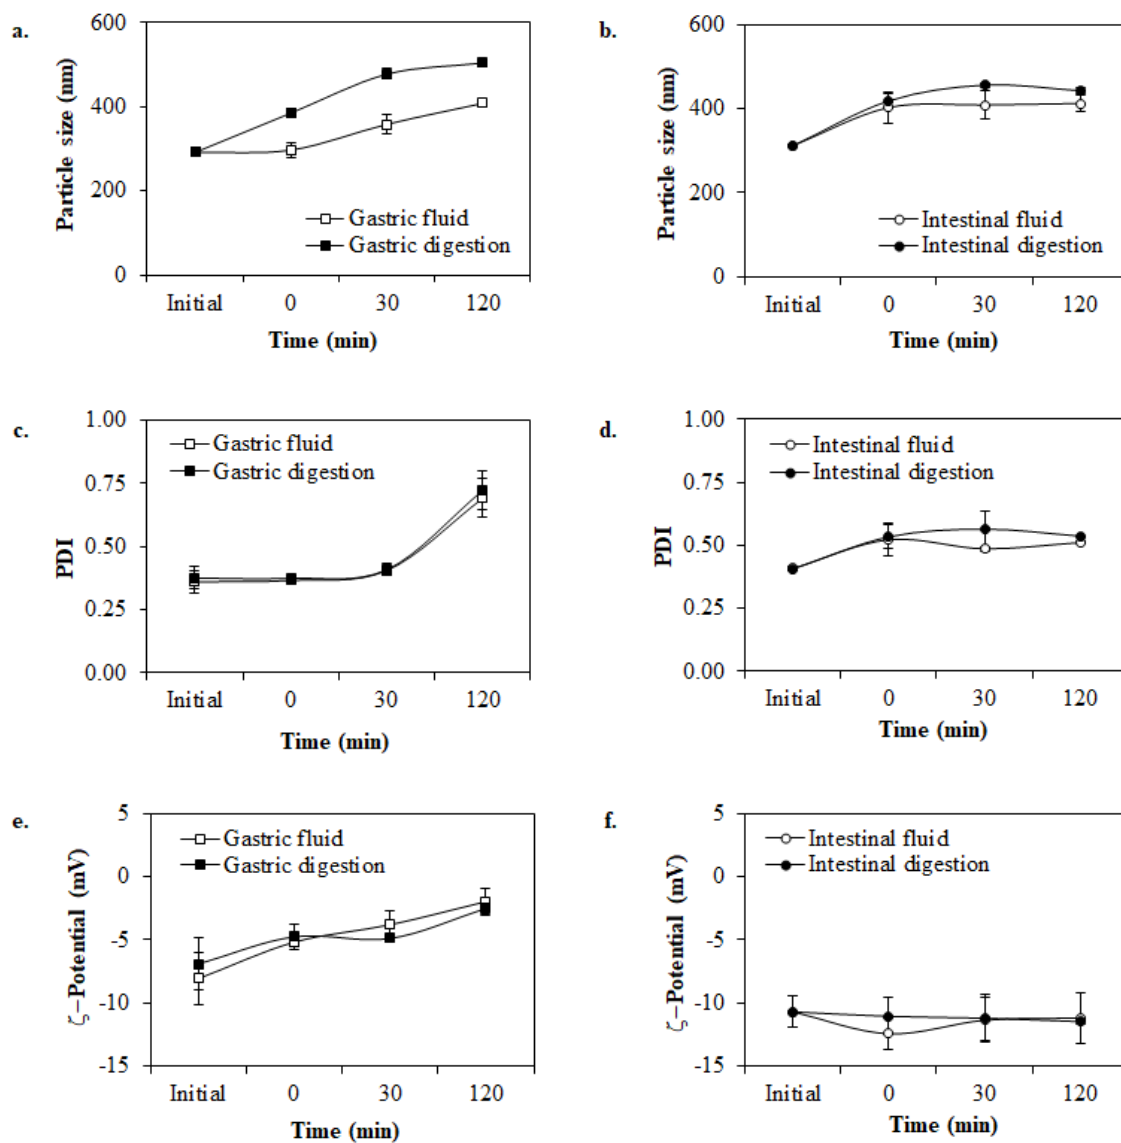 a.
600
400
200
0
Particle size (nm)
Gastric fluid
Gastric digestion
Initial 0 30 120
Time (min)
b.
600
400
200
0
Particle size (nm)
Intestinal fluid
Intestinal digestion
Initial 0 30 120
Time (min)
c.
1.00
0.75
0.50
0.25
0.00
PDI
Gastric fluid
Gastric digestion
Initial 0 30 120
Time (min)
d.
1.00
0.75
0.50
0.25
0.00
PDI
Intestinal fluid
Intestinal digestion
Initial 0 30 120
Time (min)
e.
5
0
-5
-10
-15
ζ−Potential (mV)
Gastric fluid
Gastric digestion
Initial 0 30 120
Time (min)
f.
5
0
-5
-10
-15
ζ−Potential (mV)
Intestinal fluid
Intestinal digestion
Initial 0 30 120
Time (min)